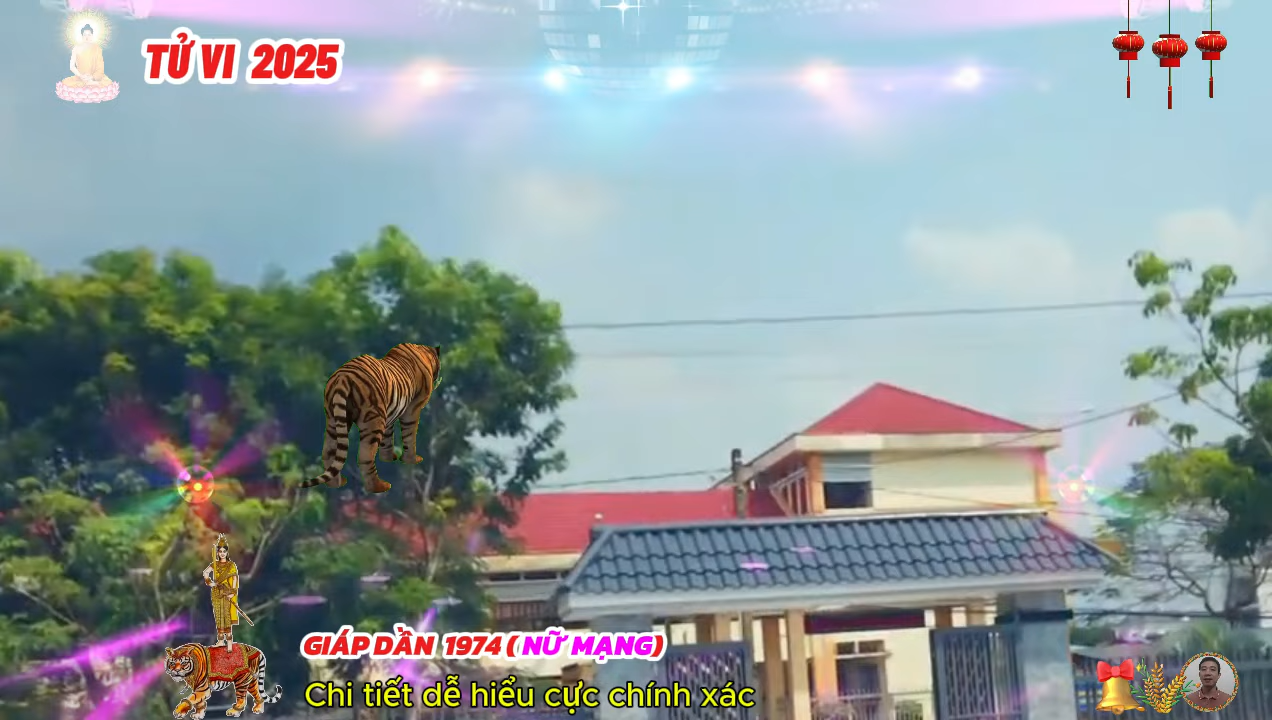 TỬ VI 2025
GIÁP DẦN 1974 ( NỮ MẠNG)
Chi tiết dễ hiểu cực chính xác